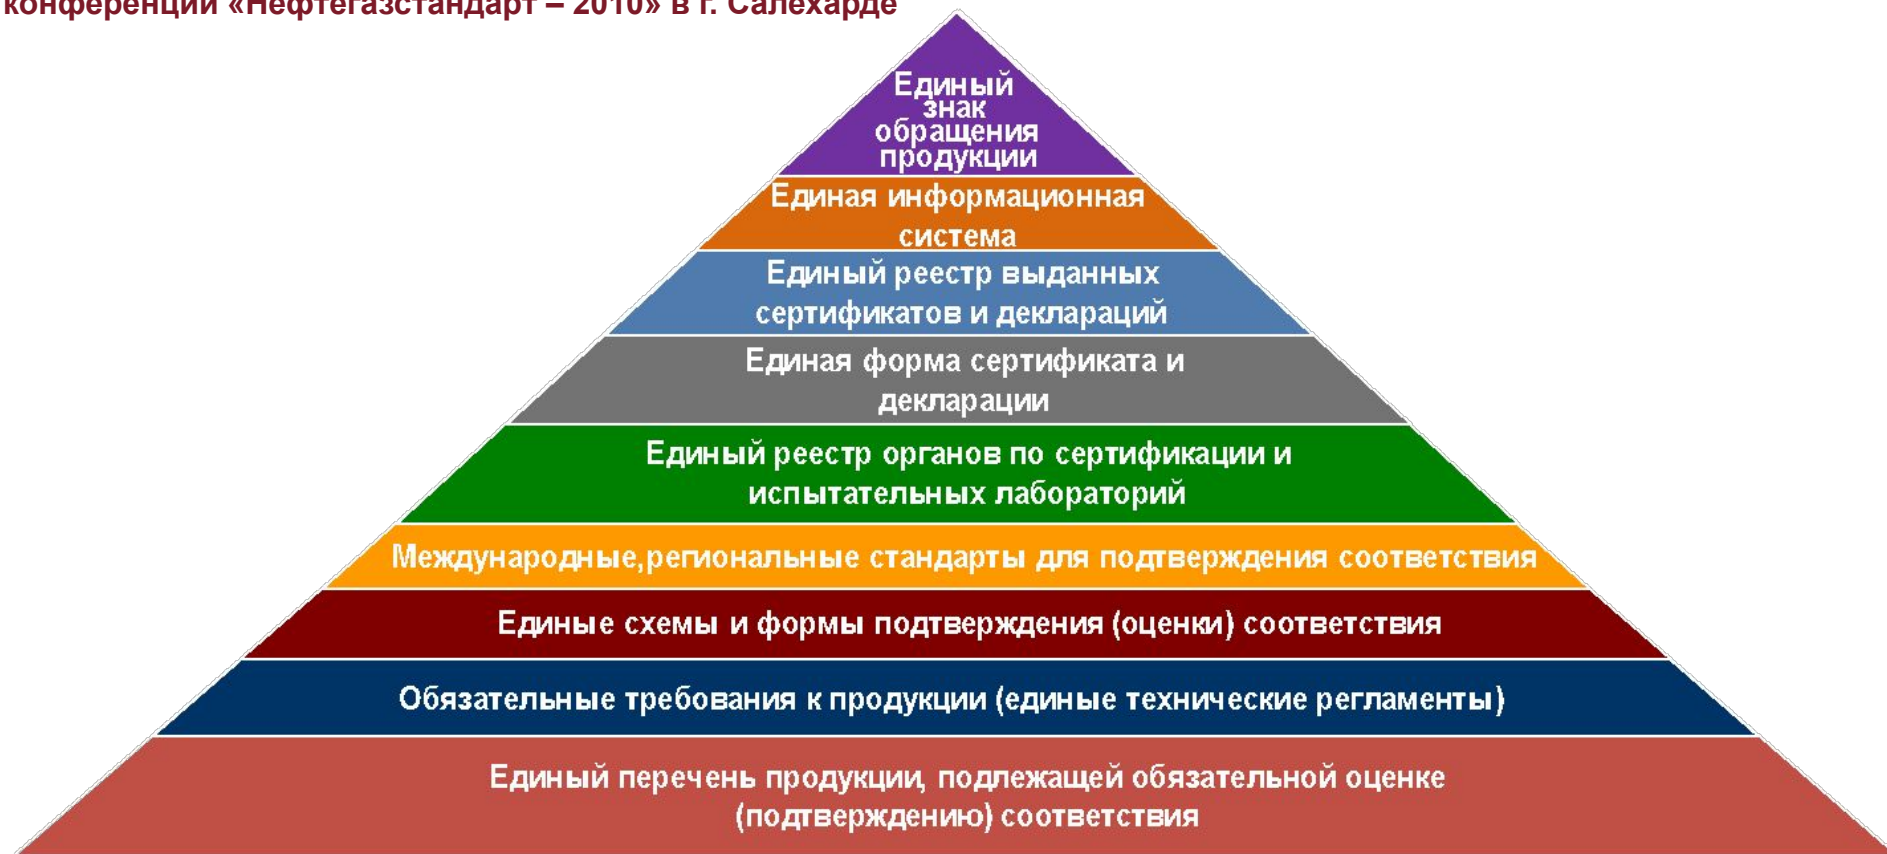 конференции «Нефтегазстандарт – 2010» в г. Салехарде
Единый
знак
обращения
продукции
Единая информационная
система
Единый реестр выданных
сертификатов и деклараций
Единая форма сертификата и
декларации
Единый реестр органов по сертификации и
испытательных лабораторий
Международные,региональные стандарты для подтверждения соответствия
Единые схемы и формы подтверждения (оценки) соответствия
Обязательные требования к продукции (единые технические регламенты)
Единый перечень продукции, подлежащей обязательной оценке
(подтверждению) соответствия